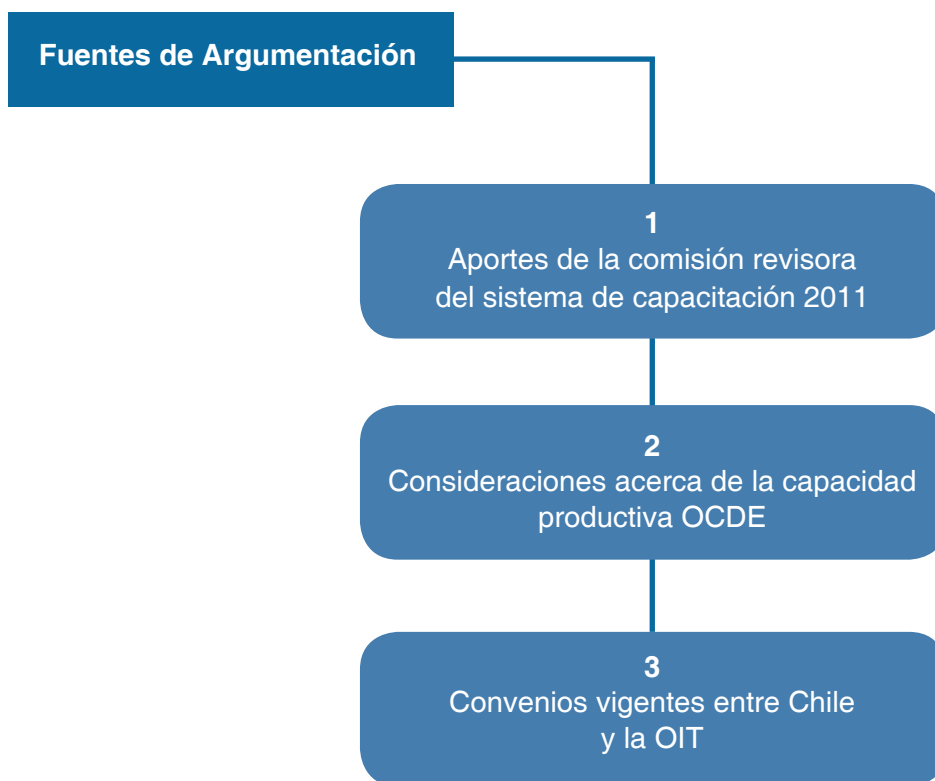 Fuentes de Argumentación
1
Aportes de la comisión revisora
del sistema de capacitación 2011
2
Consideraciones acerca de la capacidad
productiva OCDE
3
Convenios vigentes entre Chile
y la OIT